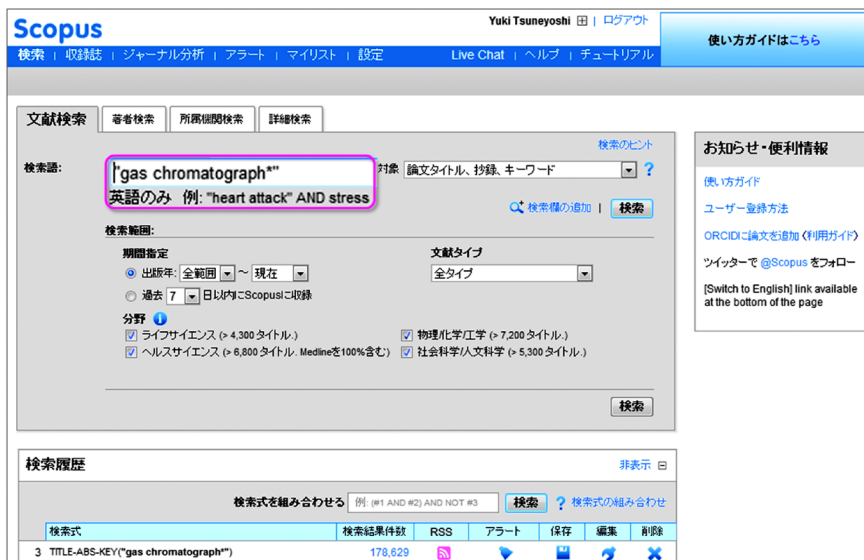 Scopus
Yuki Tsuneyoshi | ログアウト
使い方ガイドはこちら
検索 | 収録誌 | ジャーナル分析 | アラート | マイリスト | 設定
Live Chat | ヘルプ | チュートリアル
文献検索 著者検索 所属機関検索 詳細検索
検索のヒント
検索語:
"gas chromatograph*"
対象 論文タイトル、抄録、キーワード ?
英語のみ 例: "heart attack" AND stress
検索欄の追加 | 検索
検索範囲:
期間指定
出版年: 全範囲 ~ 現在
過去 7 日以内にScopusに収録
文献タイプ
全タイプ
分野 i
ライフサイエンス (> 4,300 タイトル.)
物理/化学/工学 (> 7,200 タイトル.)
ヘルスサイエンス (> 6,800 タイトル. Medlineを100%含む)
社会科学/人文科学 (> 5,300 タイトル.)
検索
お知らせ・便利情報
使い方ガイド
ユーザー登録方法
ORCIDに論文を追加 《利用ガイド》
ツイッターで @Scopus をフォロー
[Switch to English] link available
at the bottom of the page
検索履歴
非表示
検索式を組み合わせる 例: (#1 AND #2) AND NOT #3 検索 ? 検索式の組み合わせ
検索式 検索結果件数 RSS アラート 保存 編集 削除
3 TITLE-ABS-KEY("gas chromatograph*") 178,629